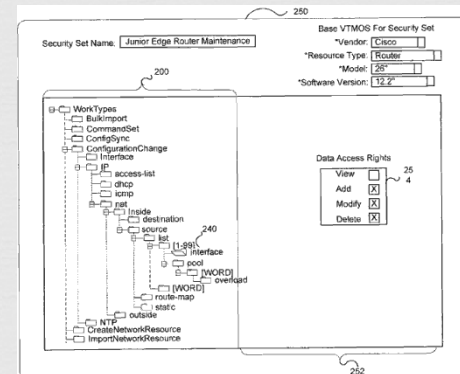 250
Base VTMOS For Security Set
Security Set Name: Junior Edge Router Maintenance
*Vendor: Cisco
*Resource Type: Router
*Model: 26*
*Software Version: 12.2*
200
WorkTypes
BulkImport
CommandSet
ConfigSync
ConfigurationChange
Interface
IP
access-list
dhcp
icmp
nat
Inside
destination
source
list
[1-99]
240
interface
pool
[WORD]
overload
[WORD]
route-map
static
outside
NTP
CreateNetworkResource
ImportNetworkResource
Data Access Rights
View
Add X
Modify X
Delete X
25
4
252